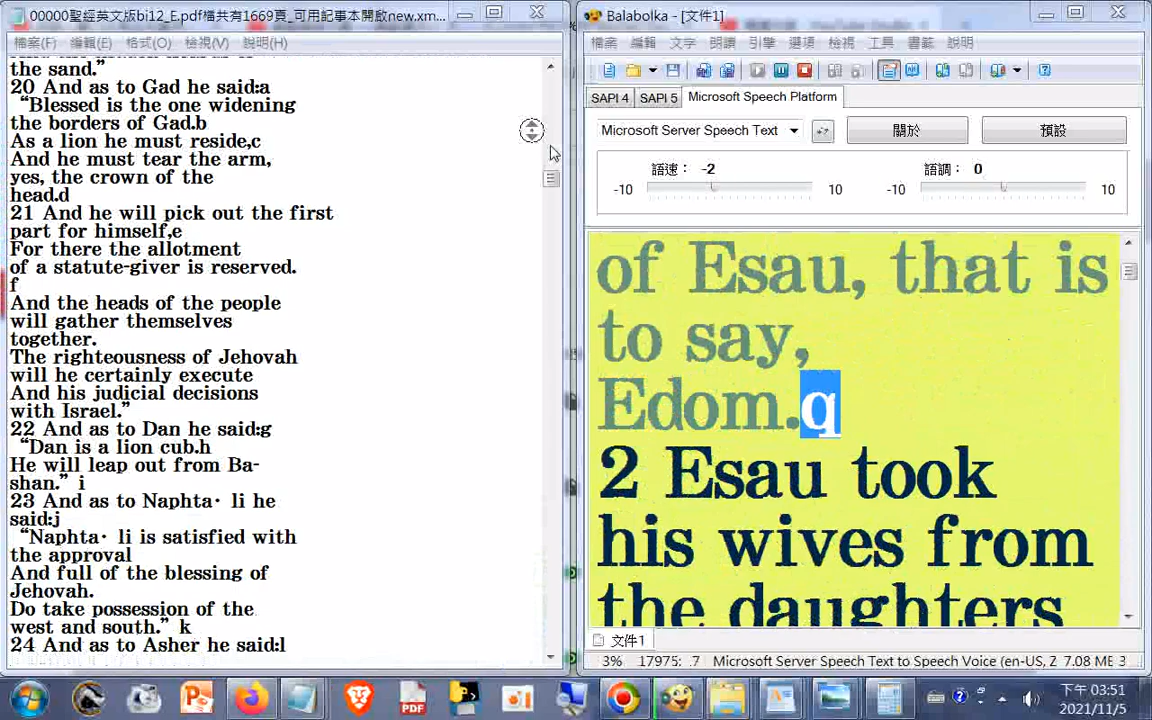 00000聖經英文版bi12_E.pdf檔共有1669頁_可用記事本開啟new.xm...
檔案(F) 編輯(E) 格式(O) 檢視(V) 說明(H)
the sand.”
20 And as to Gad he said:a
“Blessed is the one widening
the borders of Gad.b
As a lion he must reside,c
And he must tear the arm,
yes, the crown of the
head.d
21 And he will pick out the first
part for himself,e
For there the allotment
of a statute-giver is reserved.
f
And the heads of the people
will gather themselves
together.
The righteousness of Jehovah
will he certainly execute
And his judicial decisions
with Israel.”
22 And as to Dan he said:g
“Dan is a lion cub.h
He will leap out from Ba-
shan.” i
23 And as to Naphta· li he
said:j
“Naphta· li is satisfied with
the approval
And full of the blessing of
Jehovah.
Do take possession of the
west and south.” k
24 And as to Asher he said:l
Balabolka - [文件1]
檔案 編輯 文字 朗讀 引擎 選項 檢視 工具 書籤 說明
SAPI 4 SAPI 5 Microsoft Speech Platform
Microsoft Server Speech Text 關於 預設
語速： -2 語調： 0
-10 10 -10 10
of Esau, that is
to say,
Edom.q
2 Esau took
his wives from
the daughters
文件1
3% 17975: .7 Microsoft Server Speech Text to Speech Voice (en-US, 2 7.08 MB 3
下午 03:51
2021/11/5